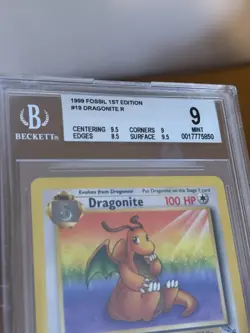 1999 FOSSIL 1ST EDITION
#19 DRAGONITE R
CENTERING 9.5 CORNERS 9
EDGES 8.5 SURFACE 9.5
9
MINT
0017775850
B
BECKETT
Evolves from Dragonair Put Dragonite on the Stage 1 card
Dragonite 100 HP